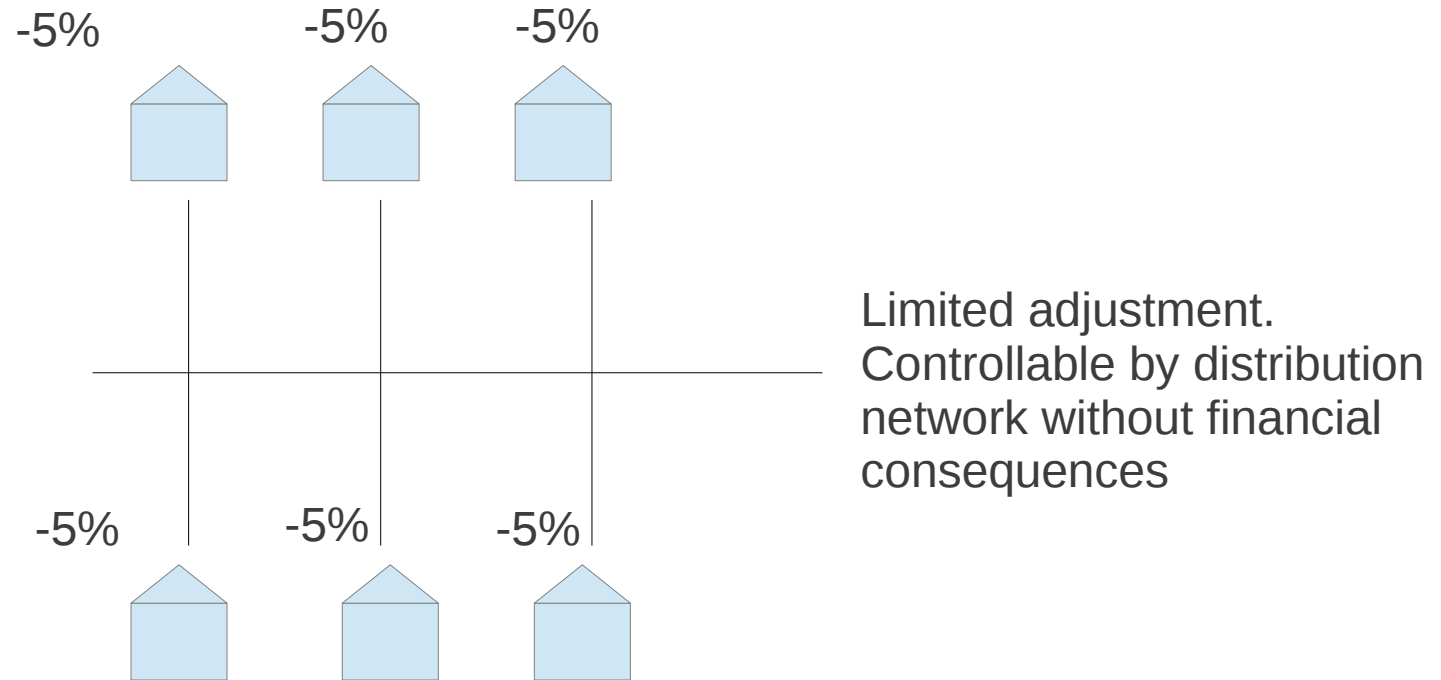 -5%
-5%
-5%
Limited adjustment.
Controllable by distribution
network without financial
consequences
-5%
-5%
-5%